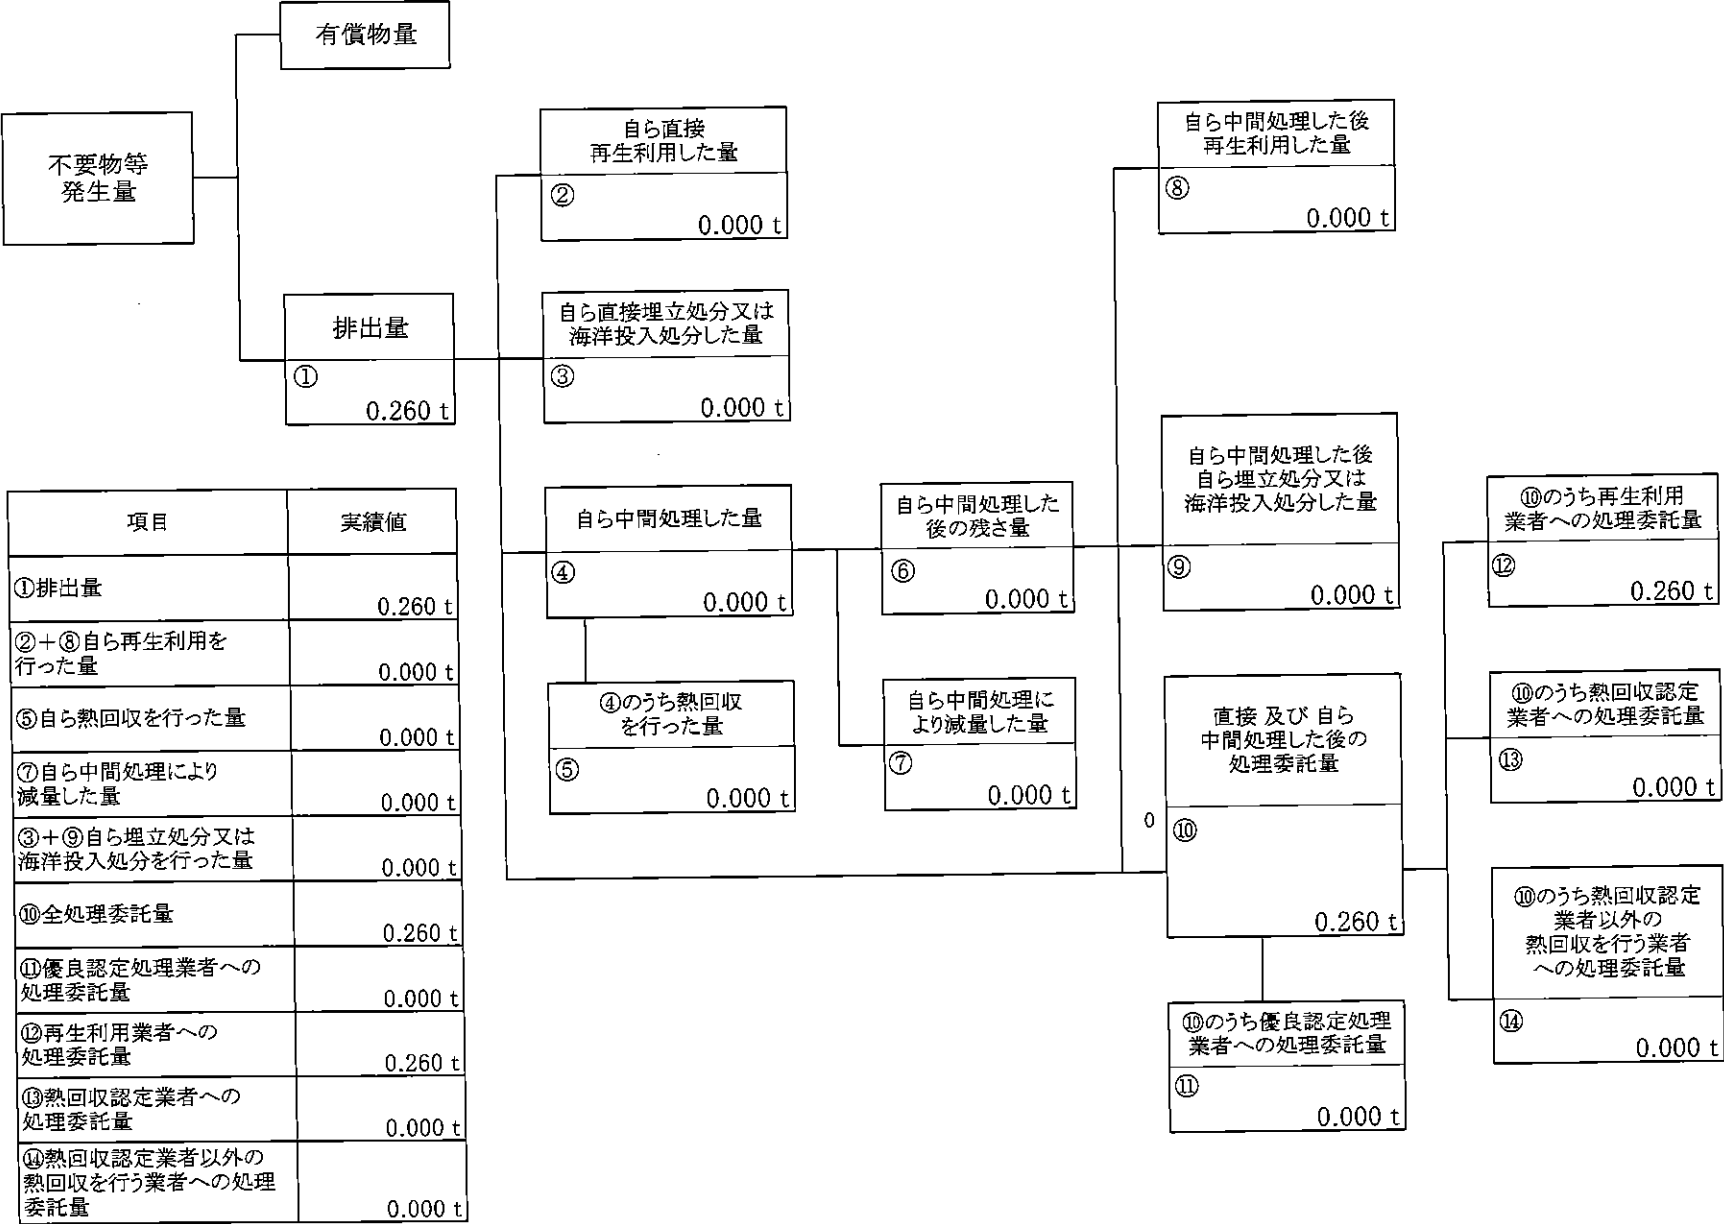 有償物量
不要物等
発生量
排出量
①
0.260 t
自ら直接
再生利用した量
②
0.000 t
自ら直接埋立処分又は
海洋投入処分した量
③
0.000 t
自ら中間処理した量
④
0.000 t
④のうち熱回収
を行った量
⑤
0.000 t
自ら中間処理した
後の残さ量
⑥
0.000 t
自ら中間処理に
より減量した量
⑦
0.000 t
自ら中間処理した後
再生利用した量
⑧
0.000 t
自ら中間処理した後
自ら埋立処分又は
海洋投入処分した量
⑨
0.000 t
直接 及び 自ら
中間処理した後の
処理委託量
0
⑩
0.260 t
⑩のうち優良認定処理
業者への処理委託量
⑪
0.000 t
⑩のうち再生利用
業者への処理委託量
⑫
0.260 t
⑩のうち熱回収認定
業者への処理委託量
⑬
0.000 t
⑩のうち熱回収認定
業者以外の
熱回収を行う業者
への処理委託量
⑭
0.000 t
項目 実績値
①排出量
0.260 t
②＋⑧自ら再生利用を
行った量
0.000 t
⑤自ら熱回収を行った量
0.000 t
⑦自ら中間処理により
減量した量
0.000 t
③＋⑨自ら埋立処分又は
海洋投入処分を行った量
0.000 t
⑩全処理委託量
0.260 t
⑪優良認定処理業者への
処理委託量
0.000 t
⑫再生利用業者への
処理委託量
0.260 t
⑬熱回収認定業者への
処理委託量
0.000 t
⑭熱回収認定業者以外の
熱回収を行う業者への処理
委託量
0.000 t